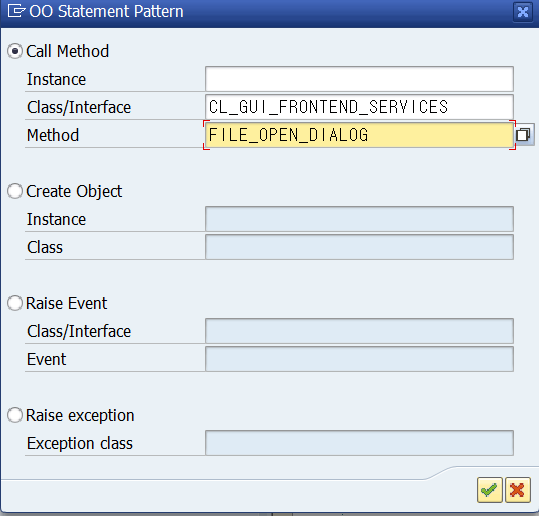 OO Statement Pattern
Call Method
Instance
Class/Interface CL_GUI_FRONTEND_SERVICES
Method FILE_OPEN_DIALOG
Create Object
Instance
Class
Raise Event
Class/Interface
Event
Raise exception
Exception class